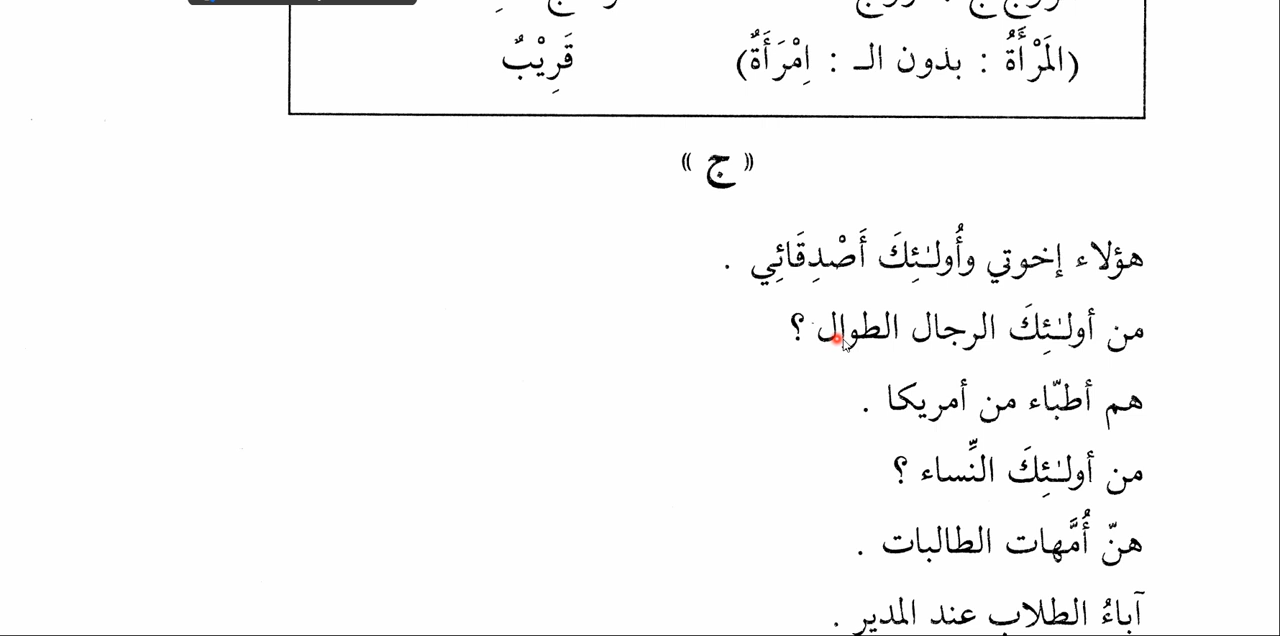 (المَرْأَةُ : بدون الـ : اِمْرَأَةٌ) قَرِيْبٌ
« ج »
هؤلاء إخوتي وأُولـٰئِكَ أَصْدِقَائِي .
من أولـٰئِكَ الرجال الطوال ؟
هم أطبّاء من أمريكا .
من أولـٰئِكَ النِّساء ؟
هنّ أُمَّهات الطالبات .
آباءُ الطلاب عند المدير .